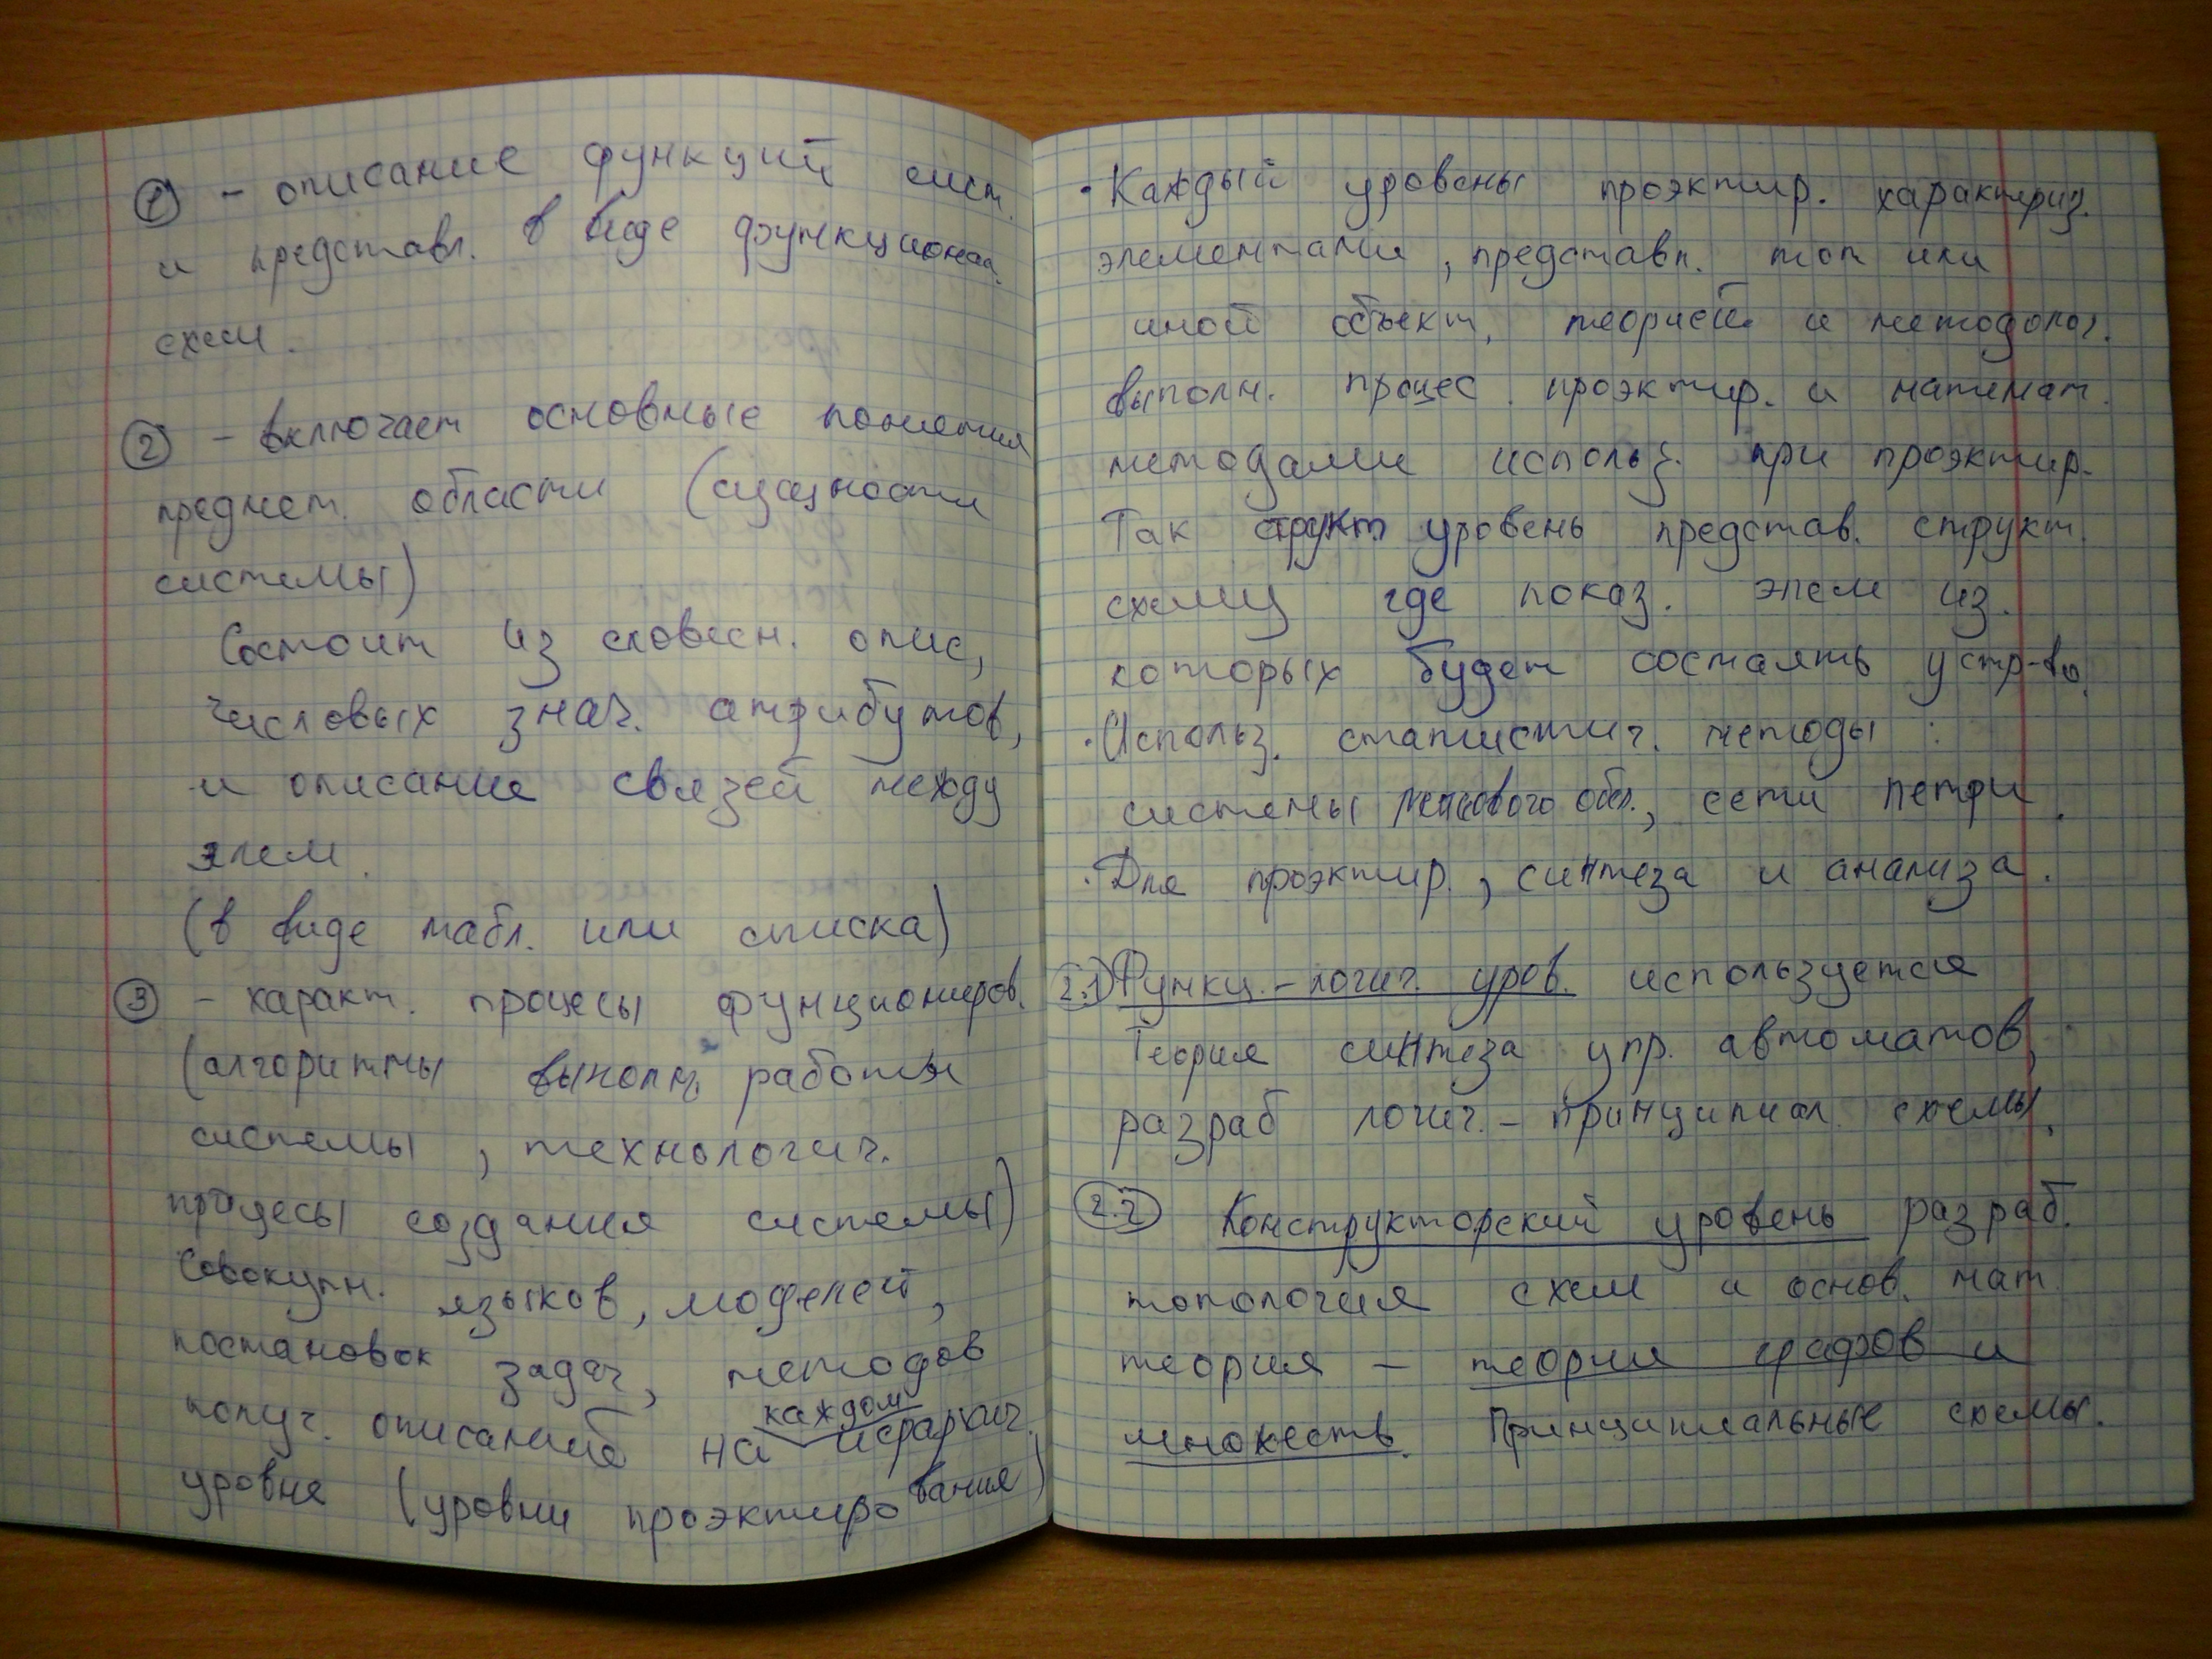 ① - описание функций сист.
и представл. в виде функционал.
схем.
② - включает основные понятия
предмет. области (сущности
системы)
Состоит из словесн. опис,
числовых знач. атрибутов,
и описание связей между
элем.
(в виде табл. или списка)
③ - характ. процесы функциониров.
(алгоритмы выполн. работы
системы, технологич.
процесы создания системы)
Совокупн. языков, моделей,
постановок задач, методов
получ. описаний на каждом иерархич.
уровне (уровни проэктирования)
· Каждый уровень проэктир. характериз.
элементами, представл. тот или
иной объект, теорией и методолог.
выполн. процес. проэктир. и математ.
методами использ. при проэктир.
Так структ. уровень представ. структ.
схему где показ. элем из.
которых будет состаять устр-во.
· Использ. статистич. методы :
системы обсл., сети петри.
· Для проэктир., синтеза и анализа.
2.1) Функц.-логич. уров. используется
Теория синтеза упр. автоматов,
разраб логич.-принципиал. схемы.
2.2 Конструкторский уровень разраб.
топология схем и основ. мат.
теория - теории графов и
множеств. Принципиальные схемы.